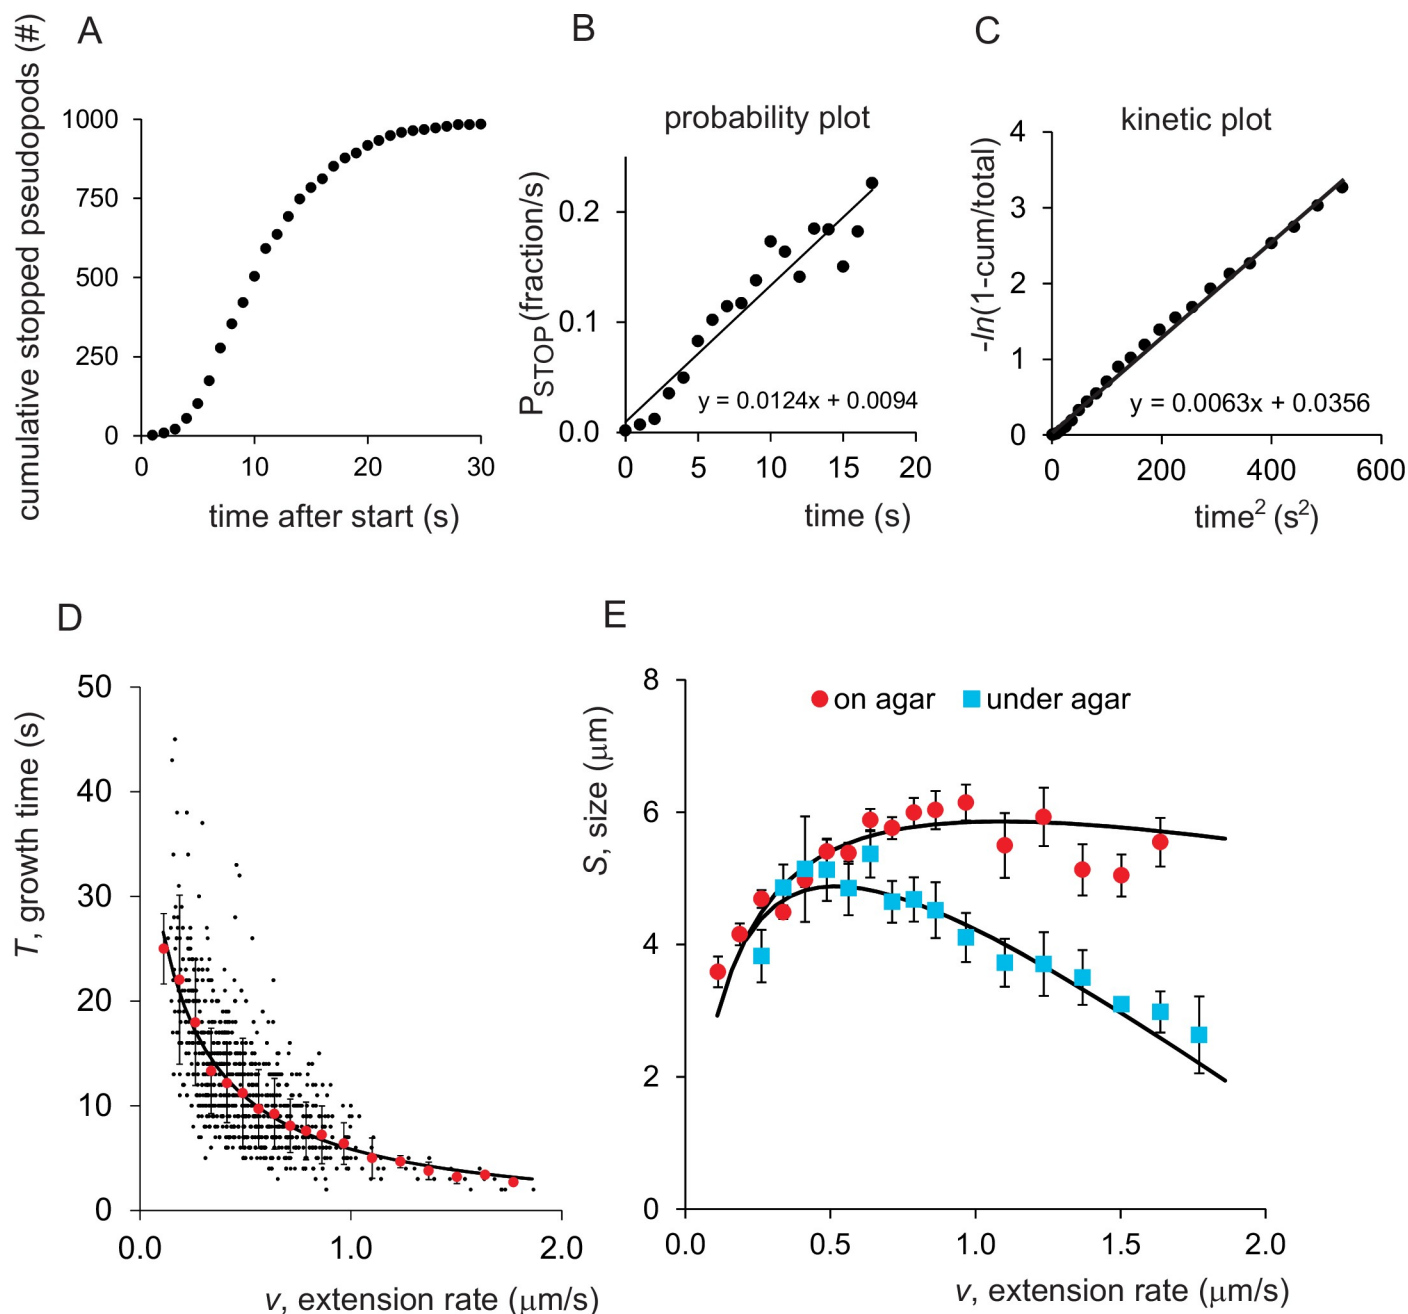 A
cumulative stopped pseudopods (#)
1000
750
500
250
0
0 10 20 30
time after start (s)
B
probability plot
P_STOP (fraction/s)
0.2
0.1
0.0
y = 0.0124x + 0.0094
0 5 10 15 20
time (s)
C
kinetic plot
-ln(1-cum/total)
4
3
2
1
0
y = 0.0063x + 0.0356
0 200 400 600
time² (s²)
D
T, growth time (s)
50
40
30
20
10
0
0.0 1.0 2.0
v, extension rate (μm/s)
E
S, size (μm)
8
6
4
2
0
on agar under agar
0.0 0.5 1.0 1.5 2.0
v, extension rate (μm/s)